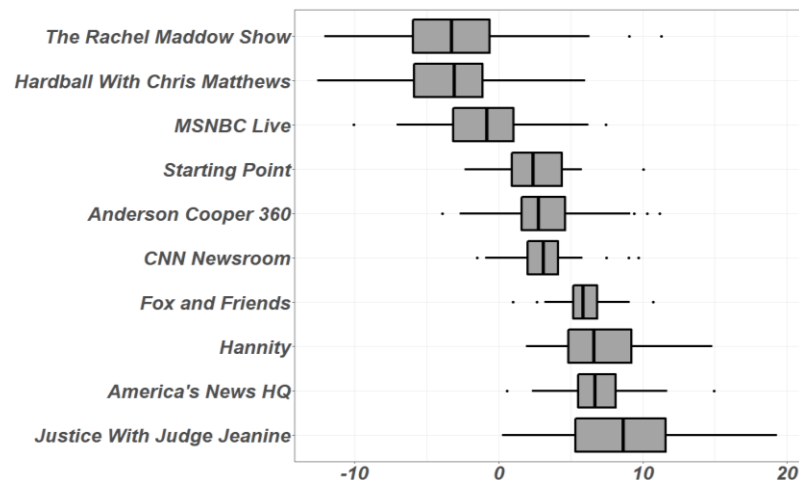 The Rachel Maddow Show
Hardball With Chris Matthews
MSNBC Live
Starting Point
Anderson Cooper 360
CNN Newsroom
Fox and Friends
Hannity
America's News HQ
Justice With Judge Jeanine
-10 0 10 20